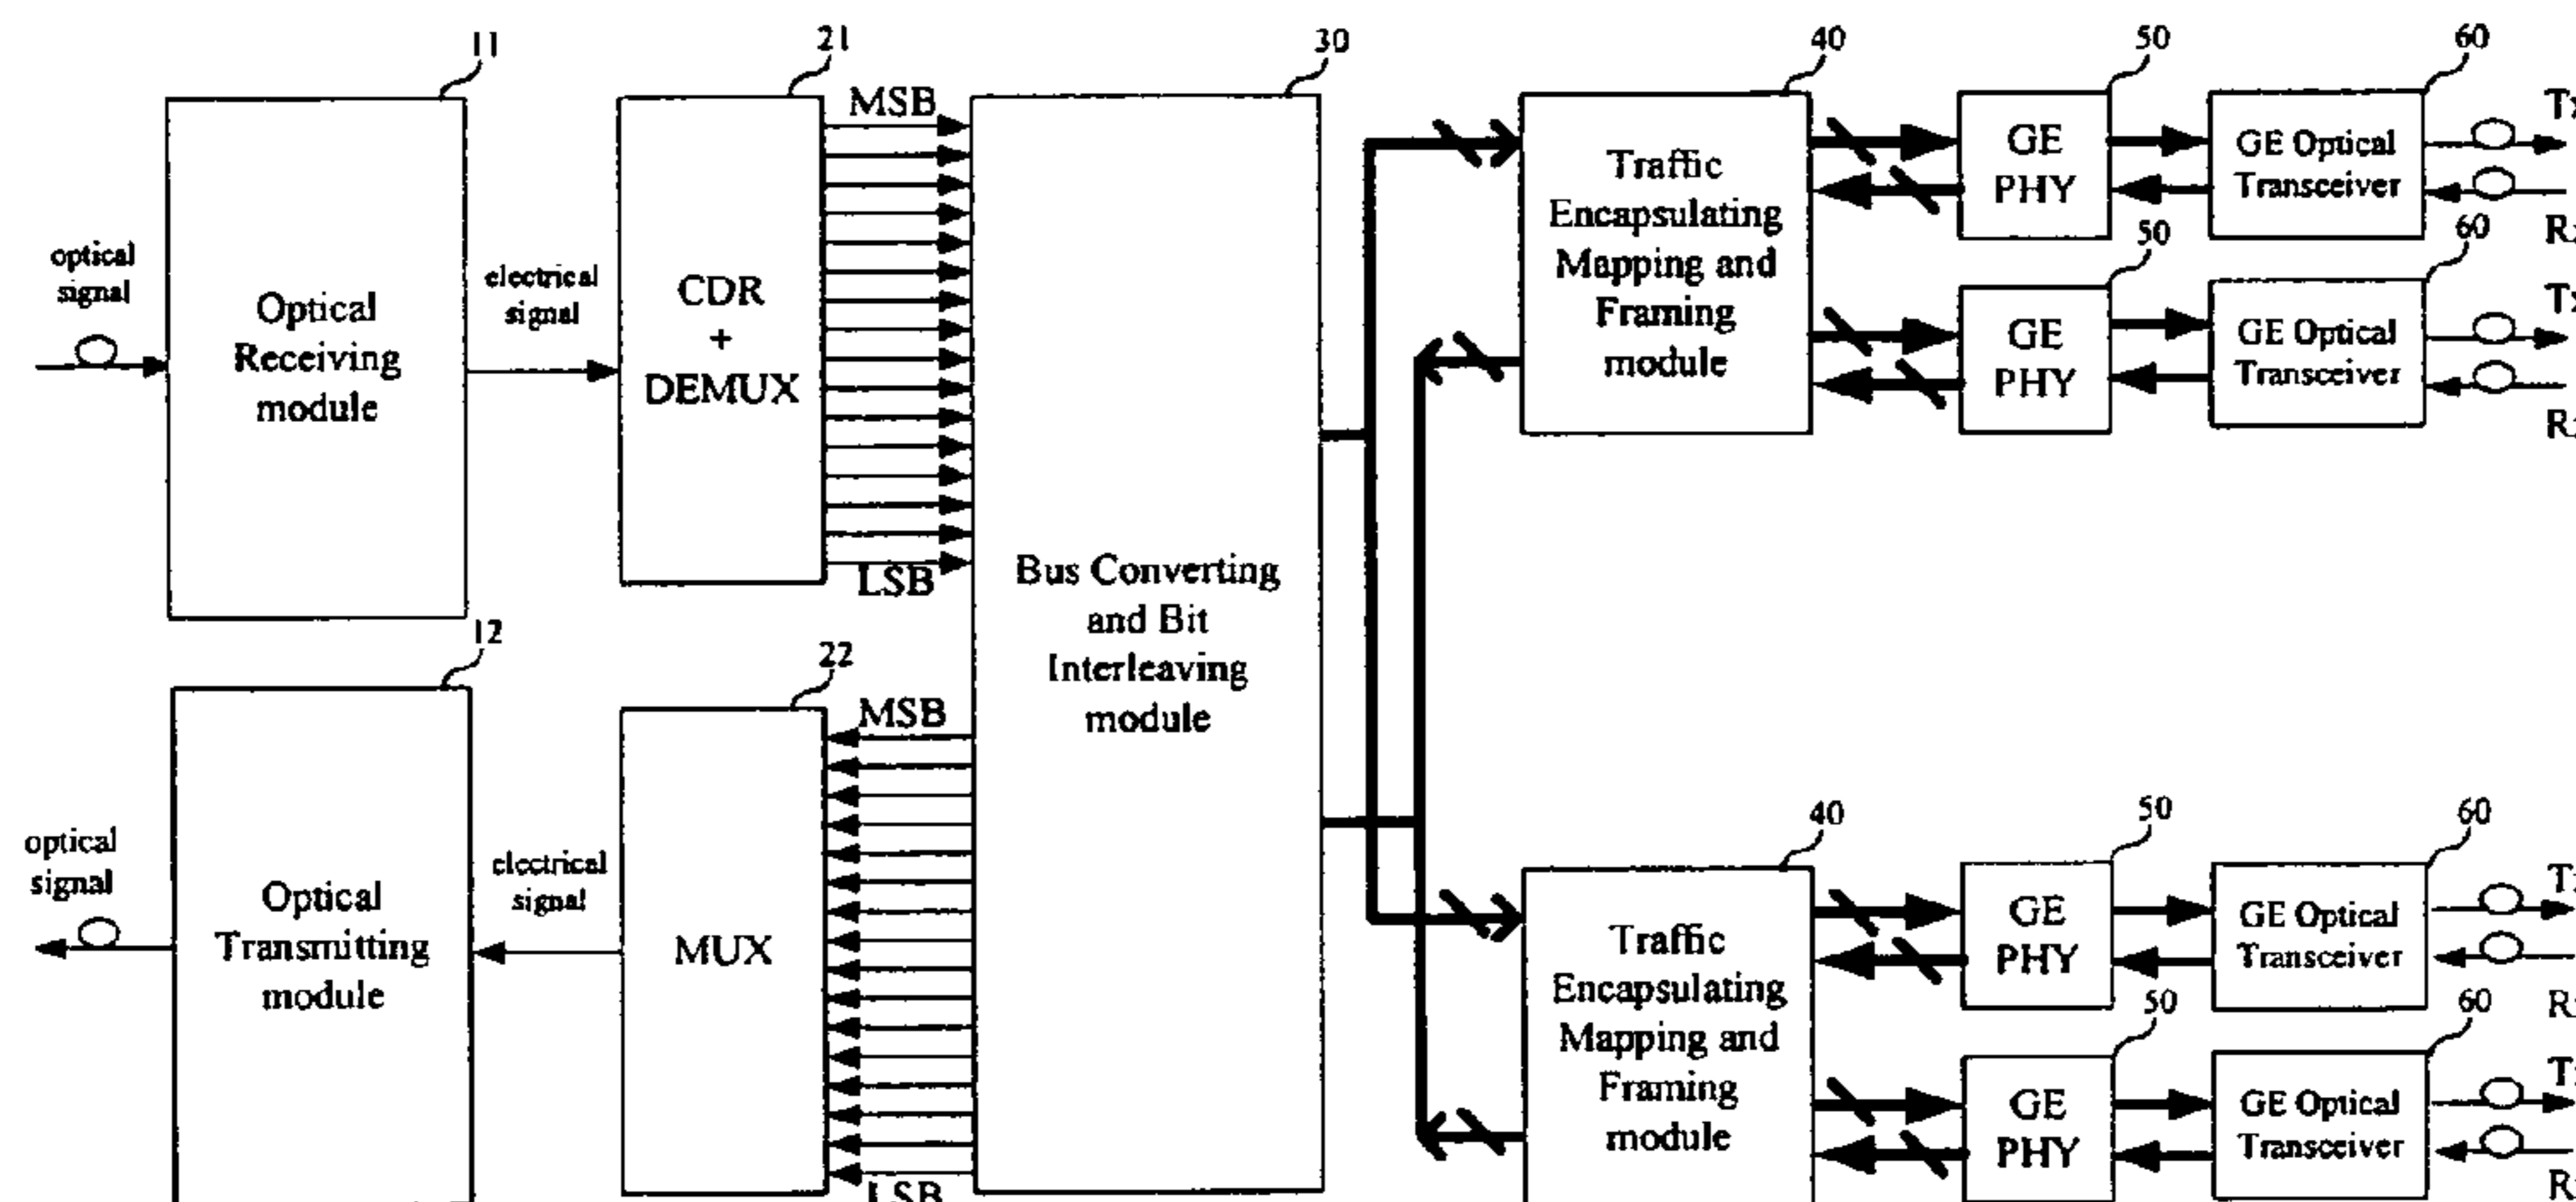 11
21
30
40
50
60
MSB
optical
signal
Optical
Receiving
module
electrical
signal
CDR
+
DEMUX
LSB
Bus Converting
and Bit
Interleaving
module
Traffic
Encapsulating
Mapping and
Framing
module
GE
PHY
GE Optical
Transceiver
50
60
GE
PHY
GE Optical
Transceiver
12
22
MSB
optical
signal
Optical
Transmitting
module
electrical
signal
MUX
LSB
40
50
60
Traffic
Encapsulating
Mapping and
Framing
module
GE
PHY
GE Optical
Transceiver
50
60
GE
PHY
GE Optical
Transceiver